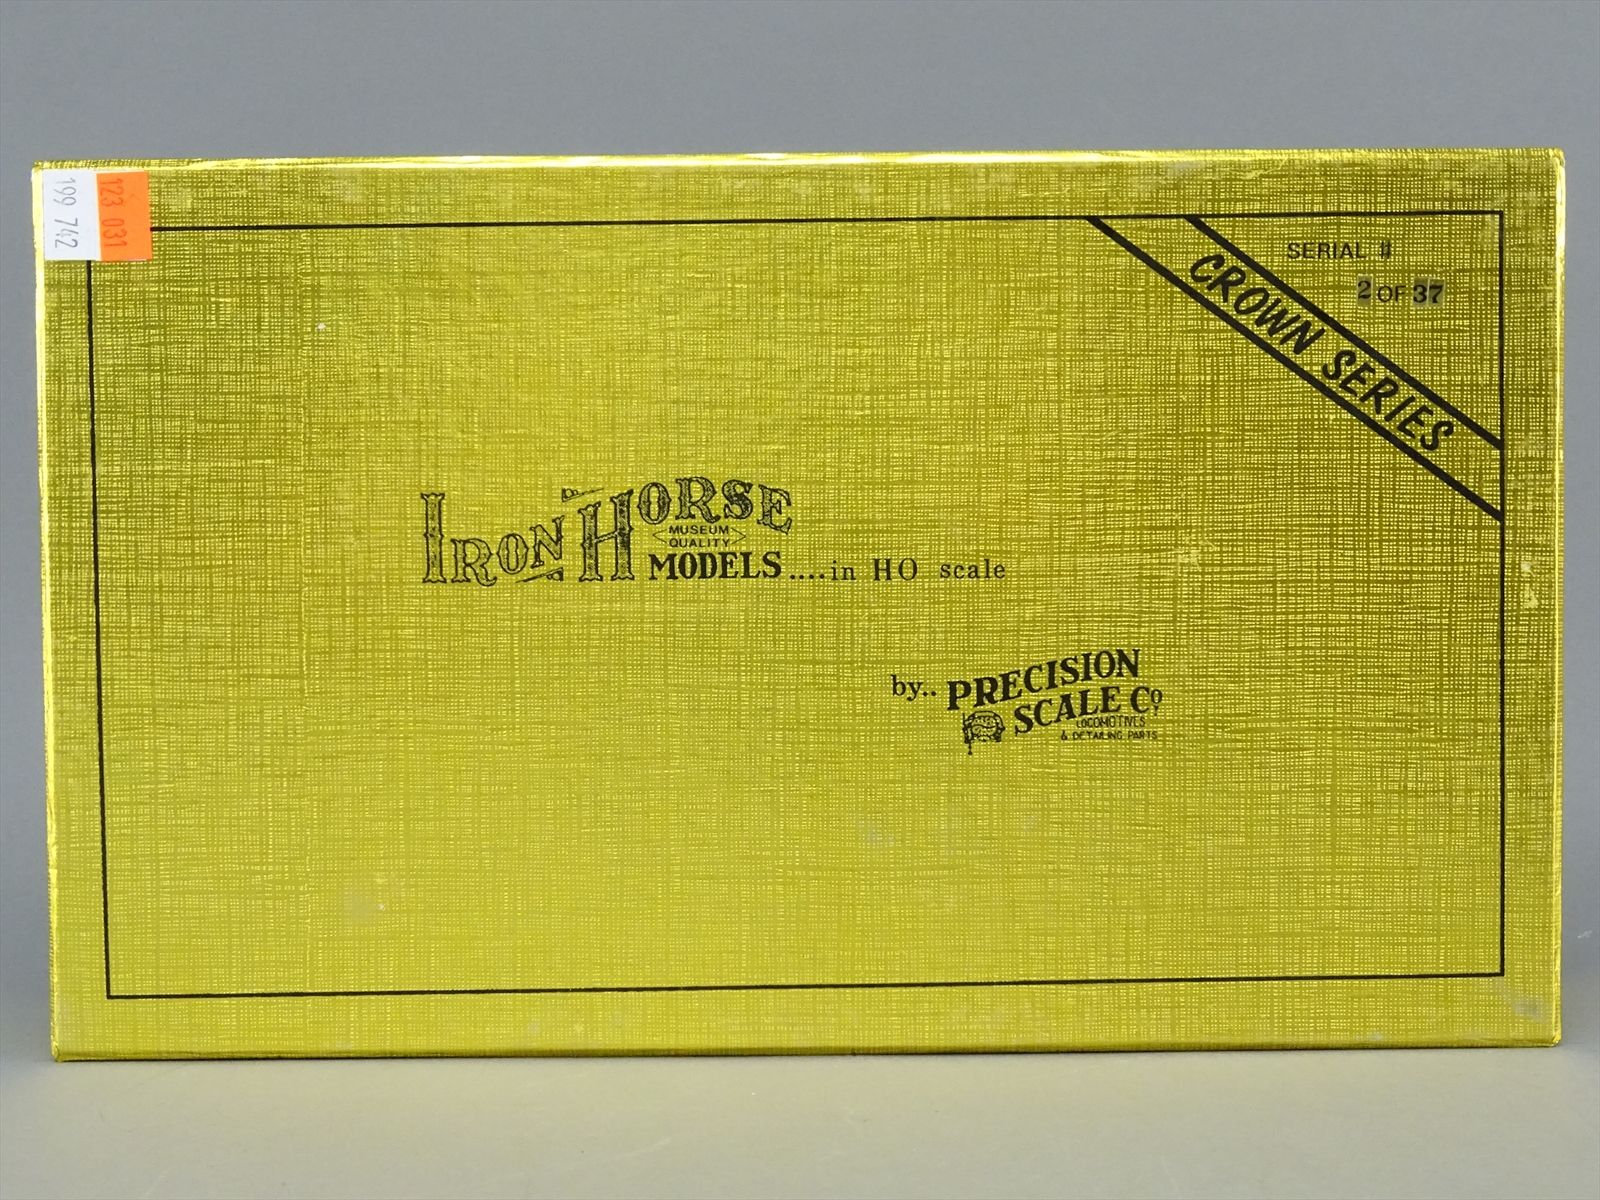 199 742
123 031
SERIAL #
2 OF 37
CROWN SERIES
IRON HORSE
MUSEUM
QUALITY
MODELS ....in HO scale
by.. PRECISION
SCALE CO.
LOCOMOTIVES
& DETAILING PARTS